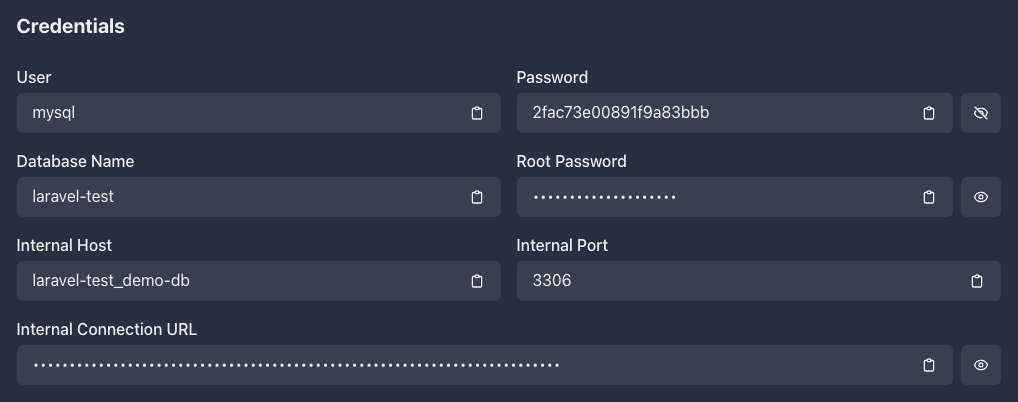 Credentials
User
Password
mysql
2fac73e00891f9a83bbb
Database Name
Root Password
laravel-test
••••••••••••••••••••
Internal Host
Internal Port
laravel-test_demo-db
3306
Internal Connection URL
•••••••••••••••••••••••••••••••••••••••••••••••••••••••••••••••••••••••••